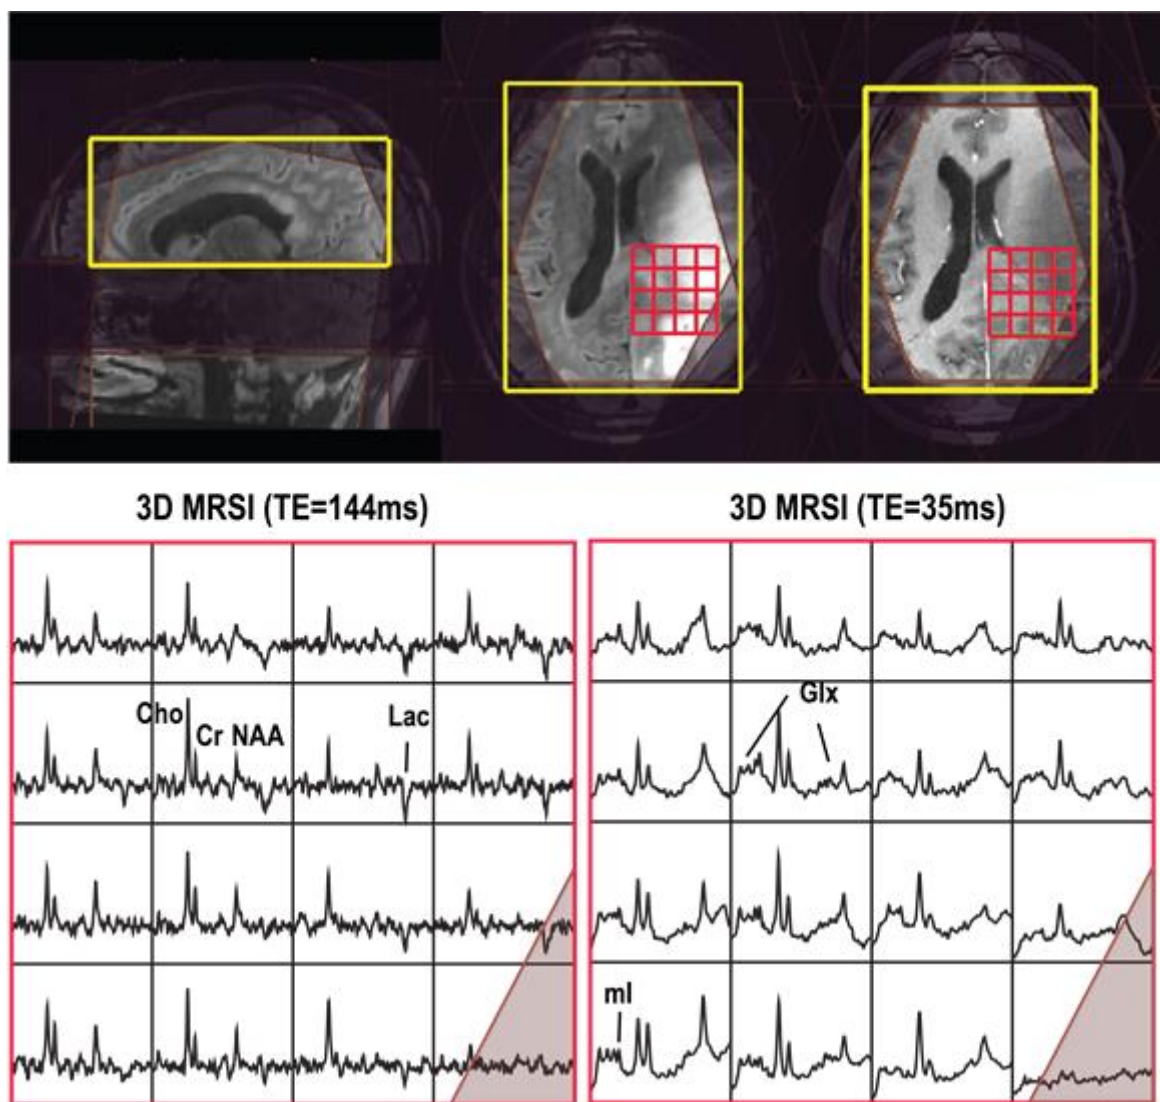 3D MRSI (TE=144ms)
3D MRSI (TE=35ms)
Cho
Cr NAA
Lac
Glx
mI